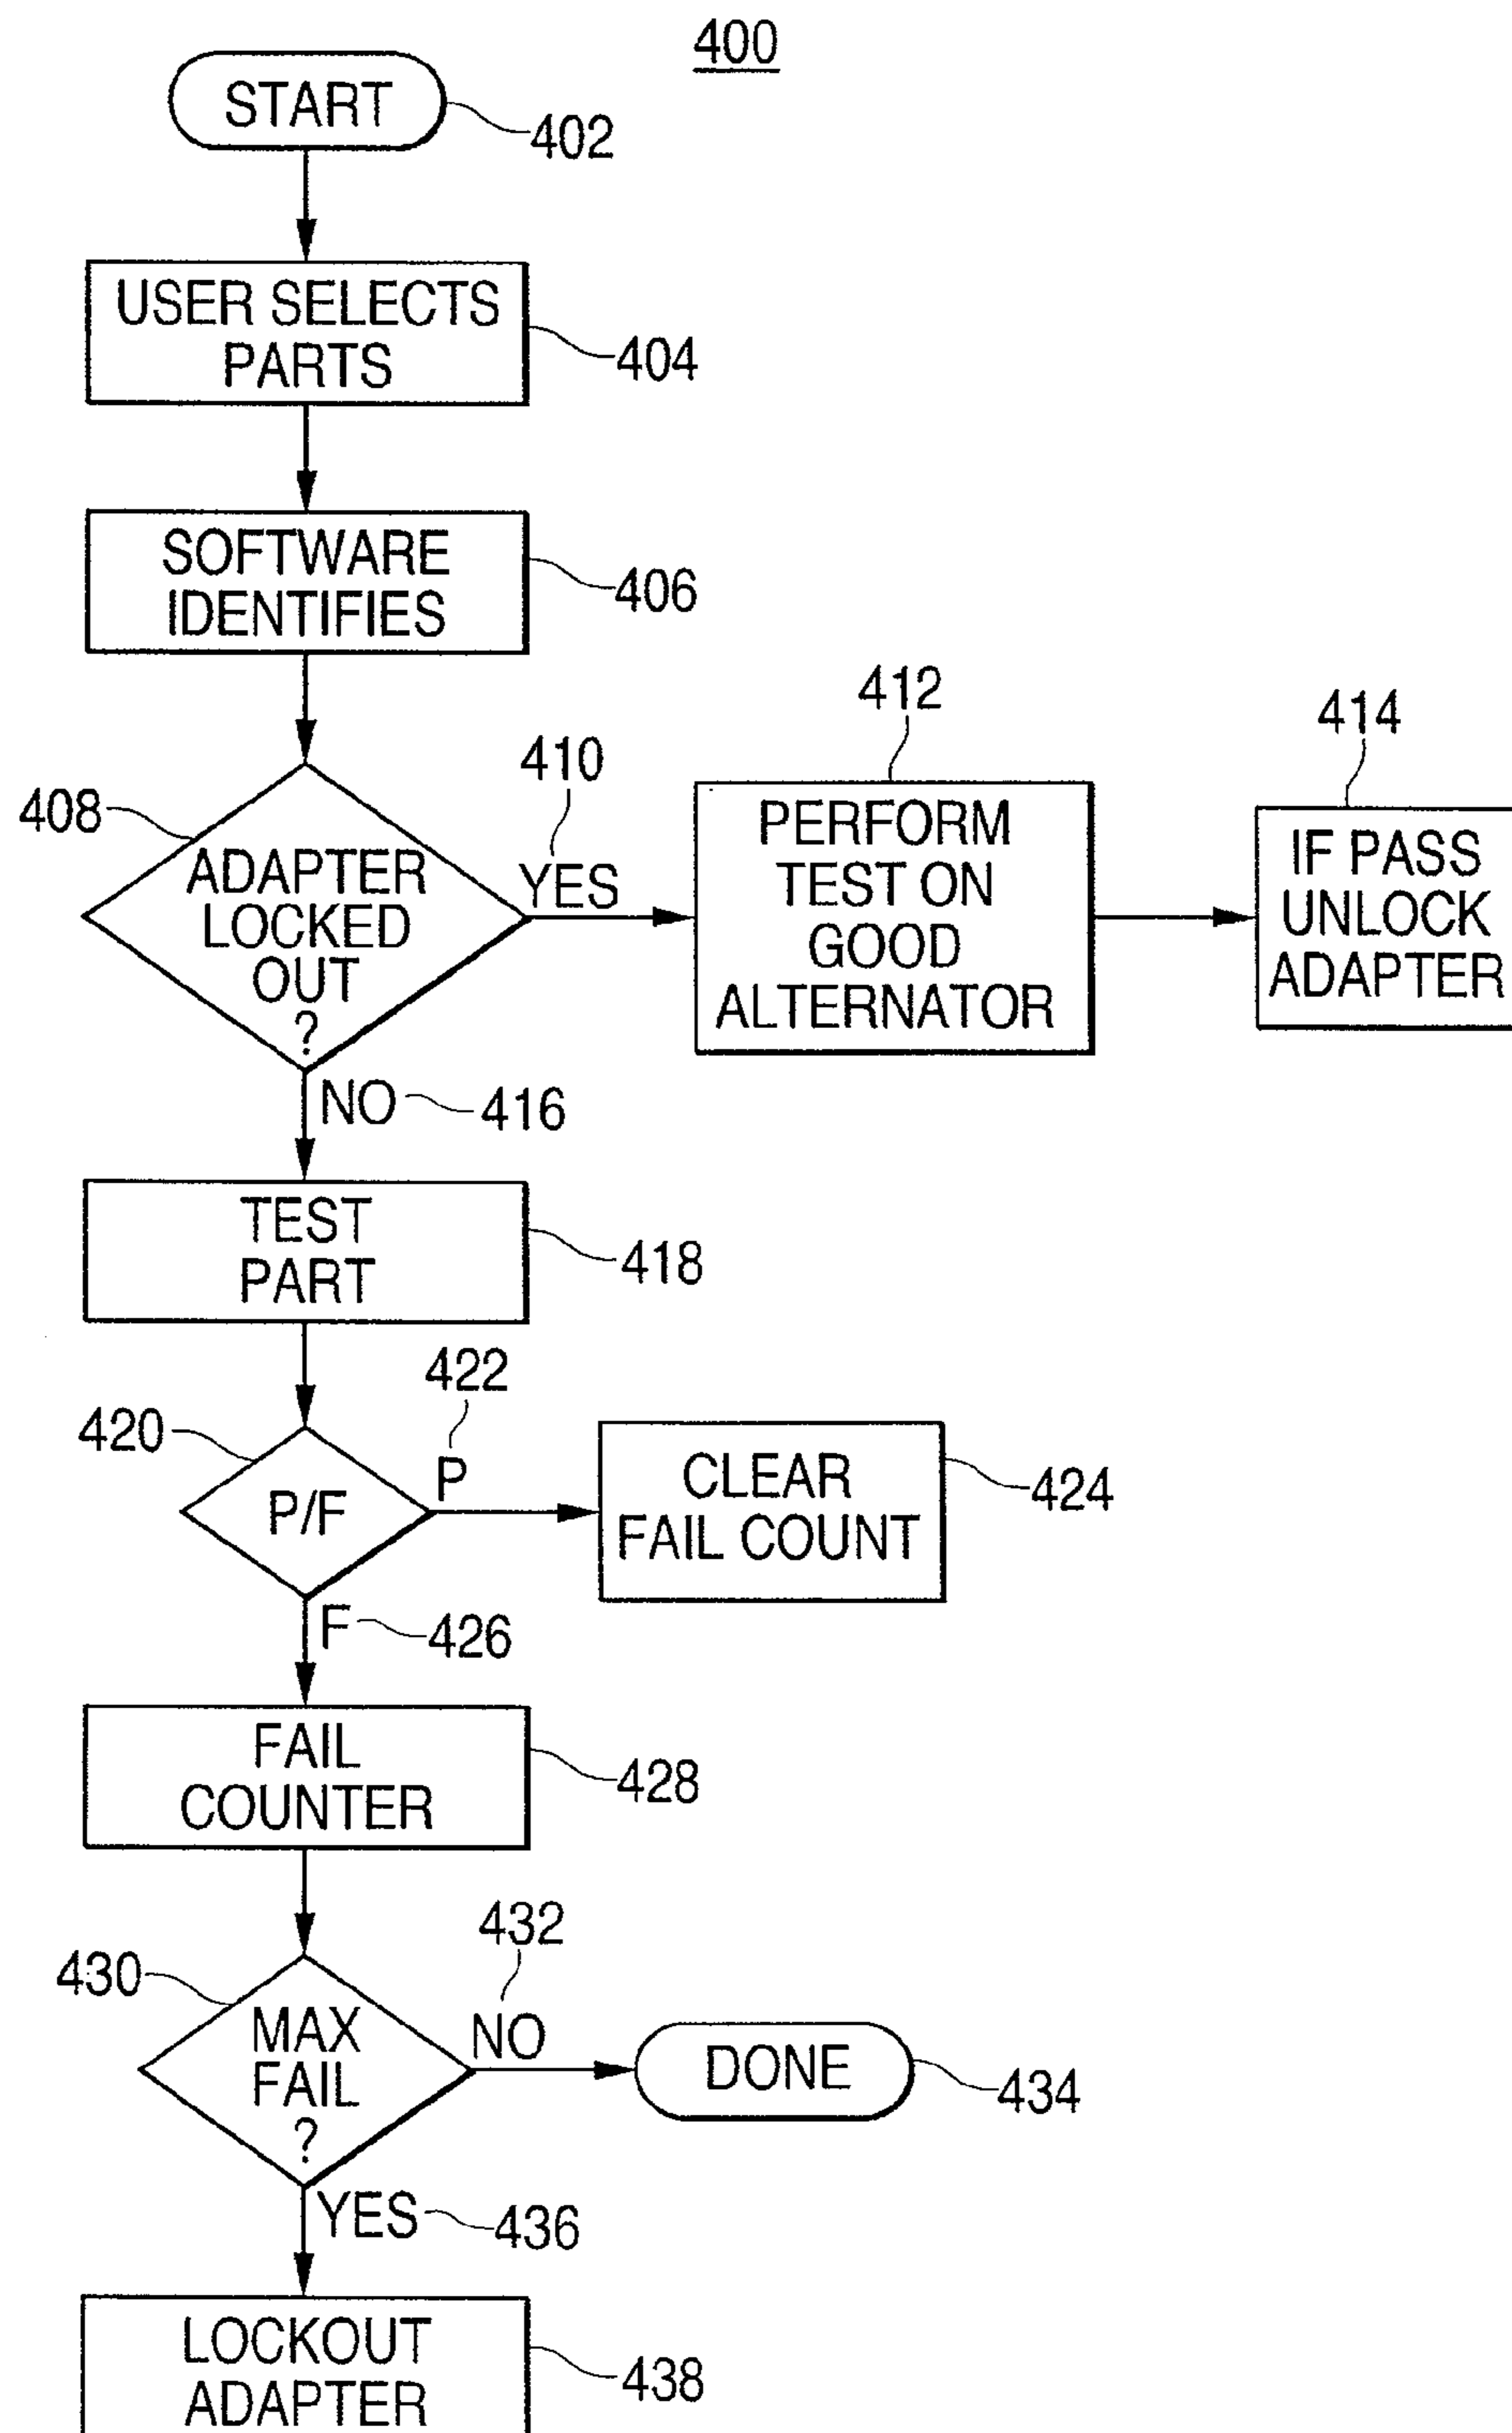 400
START
402
USER SELECTS
PARTS
404
SOFTWARE
IDENTIFIES
406
408
ADAPTER
LOCKED
OUT
?
410
YES
412
PERFORM
TEST ON
GOOD
ALTERNATOR
414
IF PASS
UNLOCK
ADAPTER
NO
416
TEST
PART
418
420
P/F
422
P
CLEAR
FAIL COUNT
424
F
426
FAIL
COUNTER
428
430
MAX
FAIL
?
432
NO
DONE
434
YES
436
LOCKOUT
ADAPTER
438